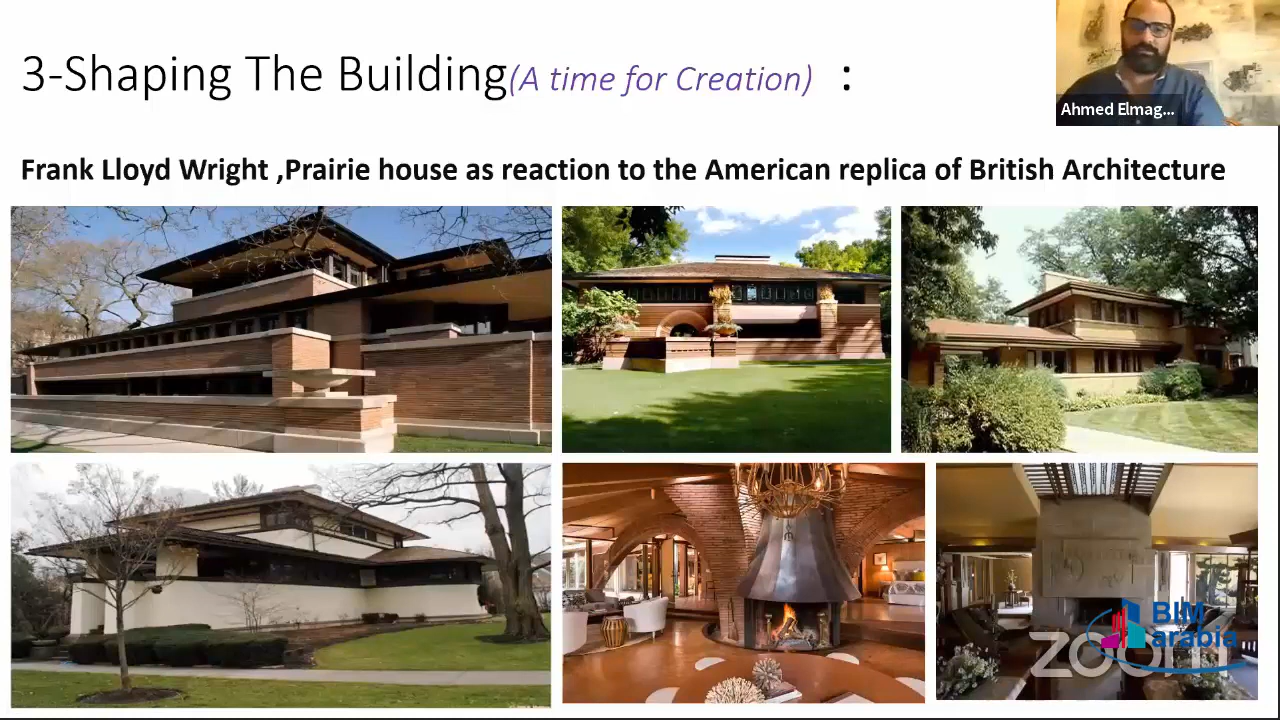 3-Shaping The Building(A time for Creation) :
Ahmed Elmag...
Frank Lloyd Wright ,Prairie house as reaction to the American replica of British Architecture
BIM
arabia
zoom